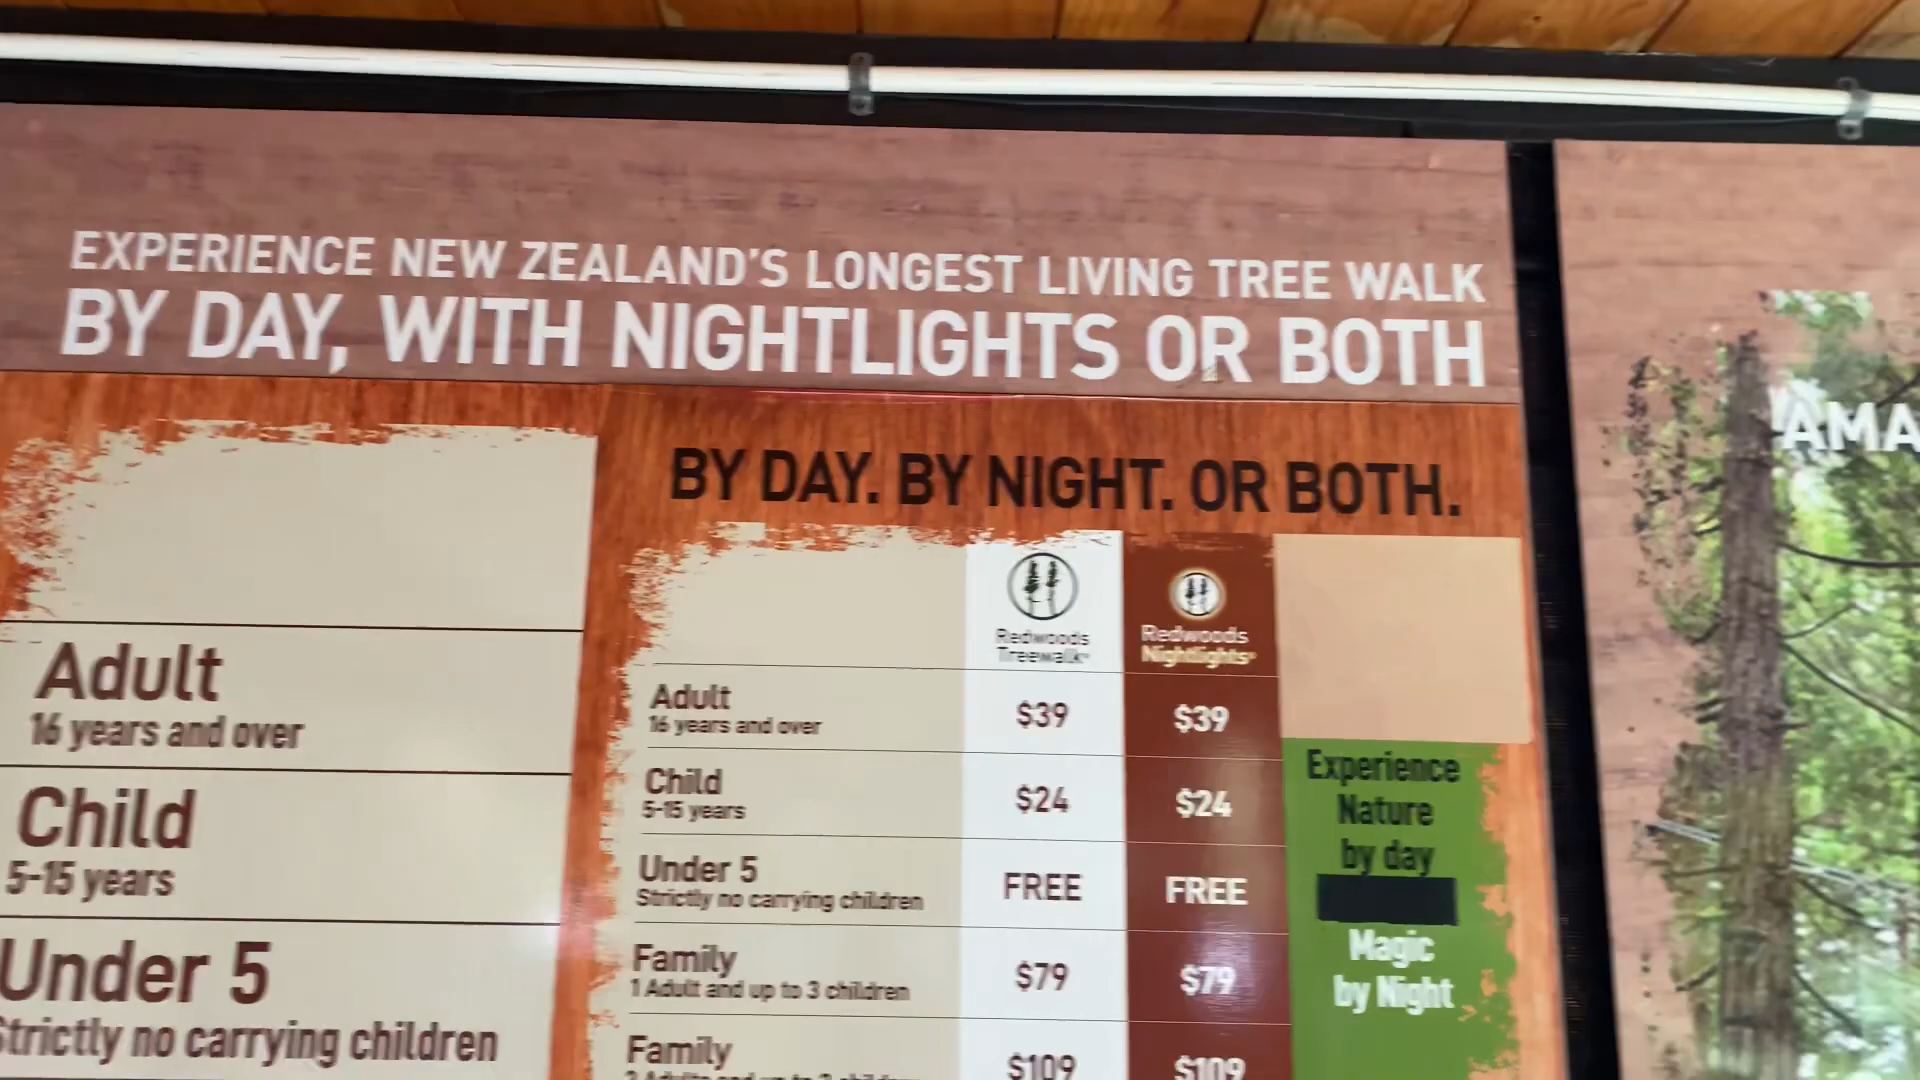 EXPERIENCE NEW ZEALAND'S LONGEST LIVING TREE WALK
BY DAY, WITH NIGHTLIGHTS OR BOTH
Adult
16 years and over
Child
5-15 years
Under 5
Strictly no carrying children
BY DAY. BY NIGHT. OR BOTH.
Redwoods
Treewalk
Redwoods
Nightlights
Adult
16 years and over
$39 $39
Child
5-15 years
$24 $24
Under 5
Strictly no carrying children
FREE FREE
Family
1 Adult and up to 3 children
$79 $79
Family
$109 $109
Experience
Nature
by day
Magic
by Night